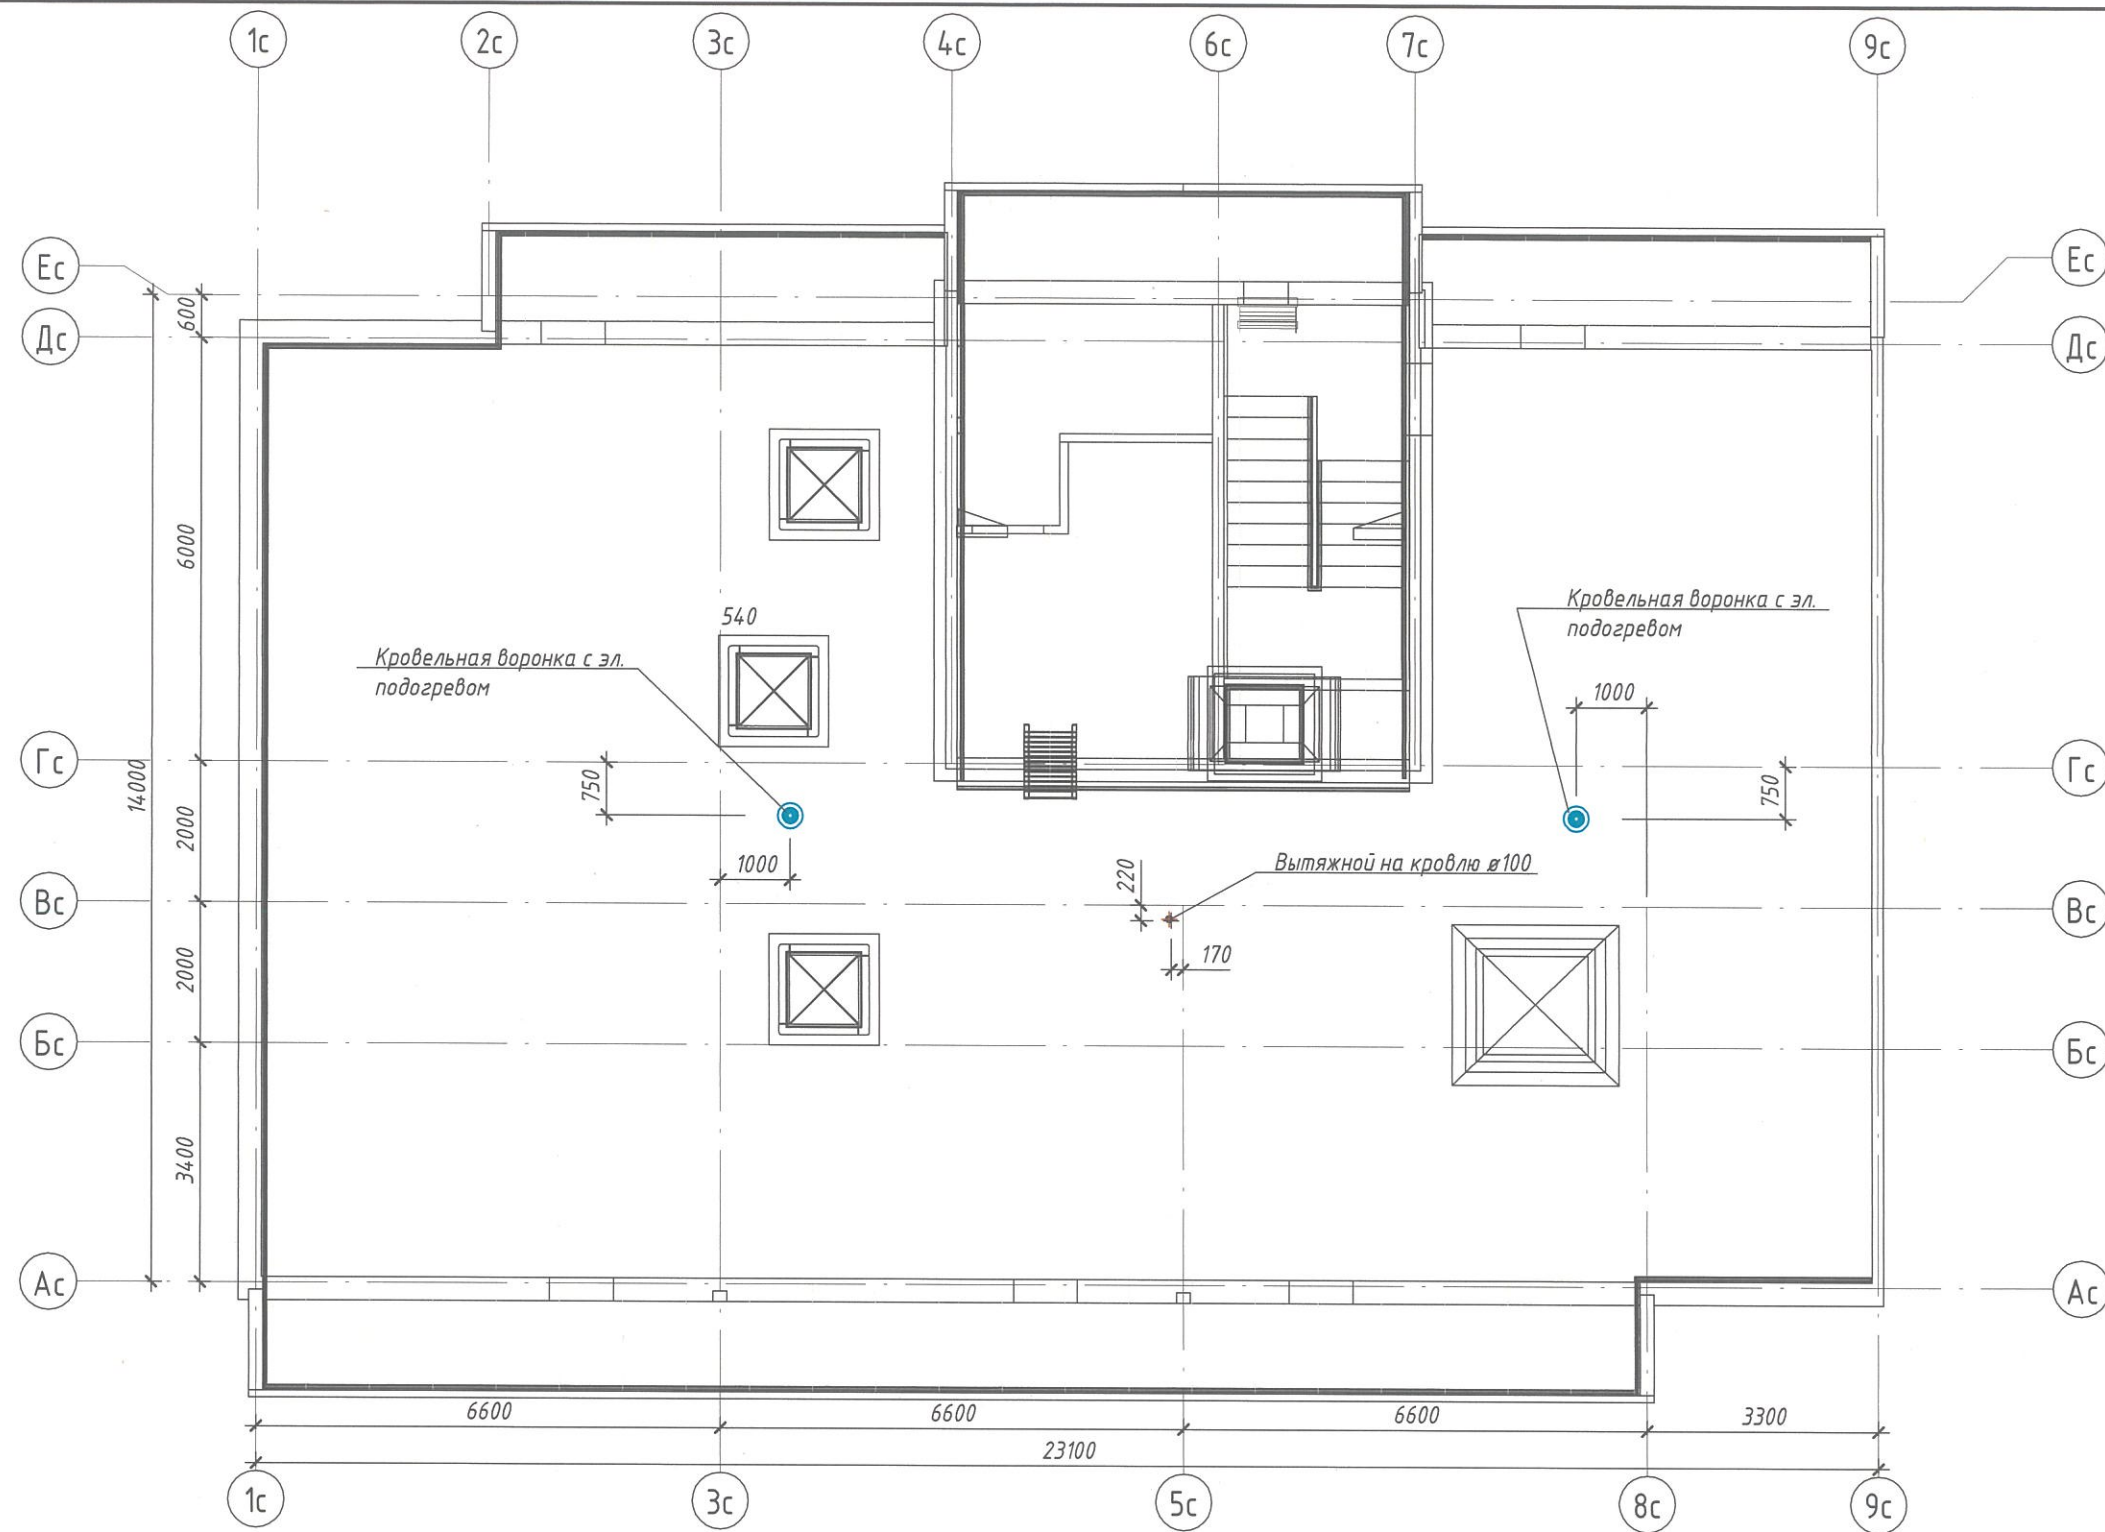 1с 2с 3с 4с 6с 7с 9с
Ес Ес
600
Дс Дс
6000
540
Кровельная воронка с эл.
подогревом
Кровельная воронка с эл.
подогревом
1000
Гс Гс
14000
750
750
2000
1000
220
Вытяжной на кровлю ø100
Вс Вс
2000
170
Бс Бс
3400
Ас Ас
6600 6600 6600 3300
23100
1с 3с 5с 8с 9с